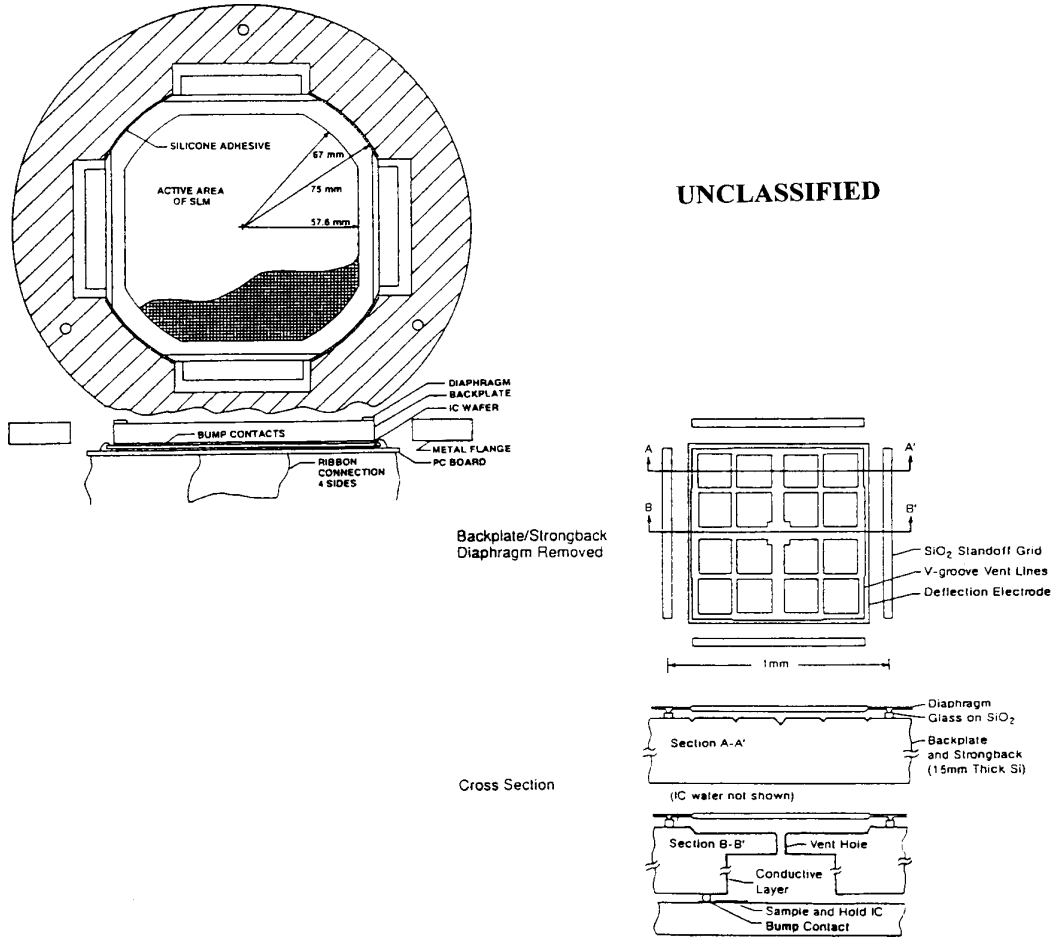 SILICONE ADHESIVE
67 mm
ACTIVE AREA
OF SLM
75 mm
57.6 mm
UNCLASSIFIED
DIAPHRAGM
BACKPLATE
IC WAFER
BUMP CONTACTS
METAL FLANGE
PC BOARD
RIBBON
CONNECTION
4 SIDES
A
A'
B
B'
Backplate/Strongback
Diaphragm Removed
SiO2 Standoff Grid
V-groove Vent Lines
Deflection Electrode
1mm
Diaphragm
Glass on SiO2
Section A-A'
Backplate
and Strongback
(15mm Thick Si)
Cross Section
(IC water not shown)
Section B-B'
Vent Hole
Conductive
Layer
Sample and Hold IC
Bump Contact